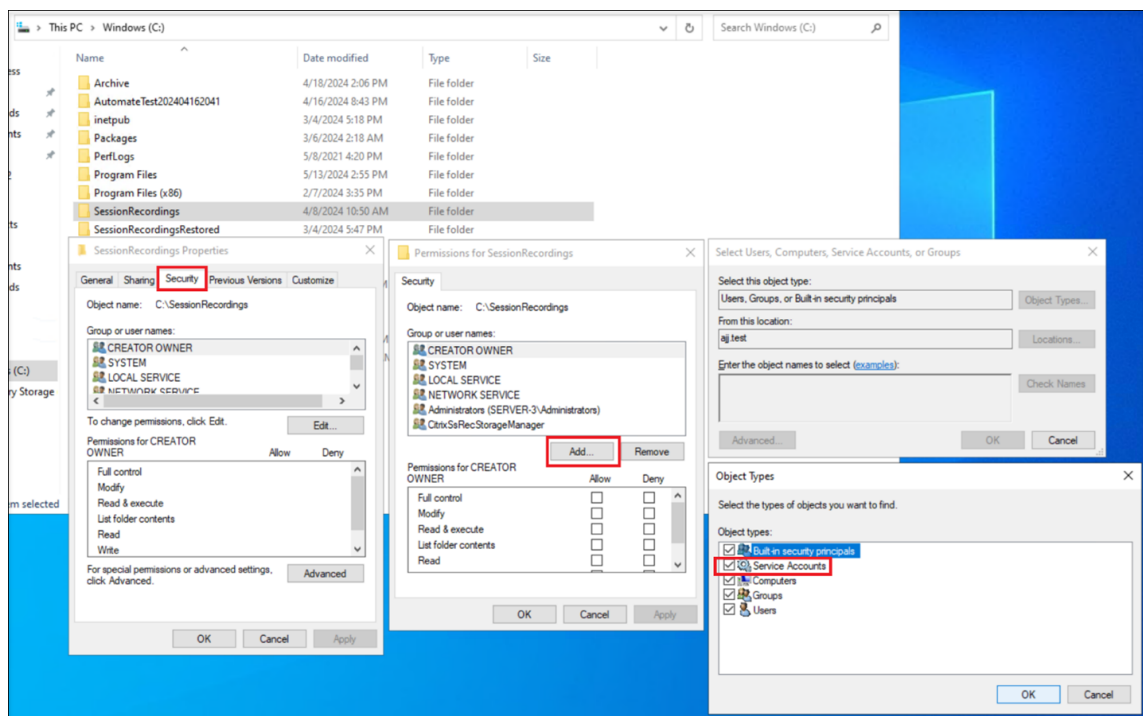 This PC > Windows (C:)
Search Windows (C:)
Name Date modified Type Size
Archive 4/18/2024 2:06 PM File folder
AutomateTest202404162041 4/16/2024 8:43 PM File folder
inetpub 3/4/2024 5:18 PM File folder
Packages 3/6/2024 2:18 AM File folder
PerfLogs 5/8/2021 4:20 PM File folder
Program Files 5/13/2024 2:55 PM File folder
Program Files (x86) 2/7/2024 3:35 PM File folder
SessionRecordings 4/8/2024 10:50 AM File folder
SessionRecordingsRestored 3/4/2024 5:47 PM File folder
ess
ds
nts
ts
nts
ds
(C:)
ry Storage
m selected
SessionRecordings Properties
General Sharing Security Previous Versions Customize
Object name: C:\SessionRecordings
Group or user names:
CREATOR OWNER
SYSTEM
LOCAL SERVICE
NETWORK SERVICE
To change permissions, click Edit.
Edit...
Permissions for CREATOR
OWNER Allow Deny
Full control
Modify
Read & execute
List folder contents
Read
Write
For special permissions or advanced settings,
click Advanced.
Advanced
OK Cancel Apply
Permissions for SessionRecordings
Security
Object name: C:\SessionRecordings
Group or user names:
CREATOR OWNER
SYSTEM
LOCAL SERVICE
NETWORK SERVICE
Administrators (SERVER-3\Administrators)
CitrixSsRecStorageManager
Add... Remove
Permissions for CREATOR
OWNER Allow Deny
Full control
Modify
Read & execute
List folder contents
Read
OK Cancel Apply
Select Users, Computers, Service Accounts, or Groups
Select this object type:
Users, Groups, or Built-in security principals
Object Types...
From this location:
ajj.test
Locations...
Enter the object names to select (examples):
Check Names
Advanced...
OK Cancel
Object Types
Select the types of objects you want to find.
Object types:
Built-in security principals
Service Accounts
Computers
Groups
Users
OK Cancel